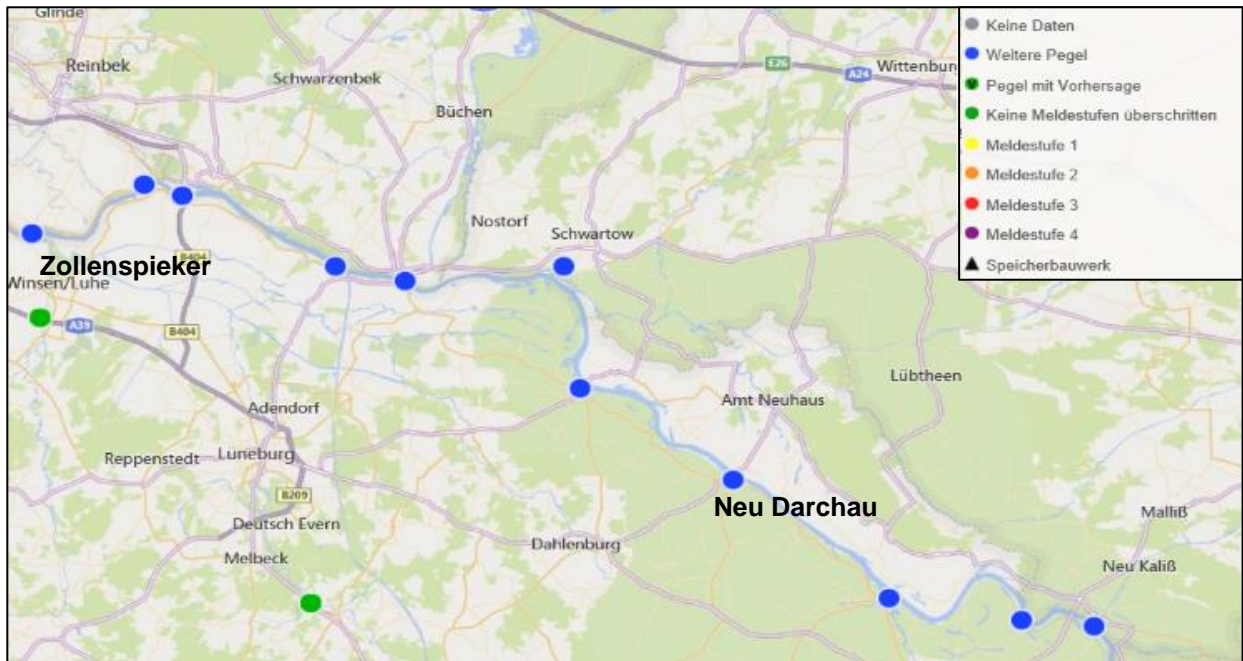 Glinde
Reinbek
Schwarzenbek
Büchen
E26
A24
Wittenburg
Keine Daten
Weitere Pegel
Pegel mit Vorhersage
Keine Meldestufen überschritten
Meldestufe 1
Meldestufe 2
Meldestufe 3
Meldestufe 4
Speicherbauwerk
Nostorf
Schwartow
B404
Zollenspieker
Winsen/Luhe
A39
B404
Lübtheen
Amt Neuhaus
Adendorf
Reppenstedt
Lüneburg
B209
Neu Darchau
Malliß
Deutsch Evern
Dahlenburg
Melbeck
Neu Kaliß